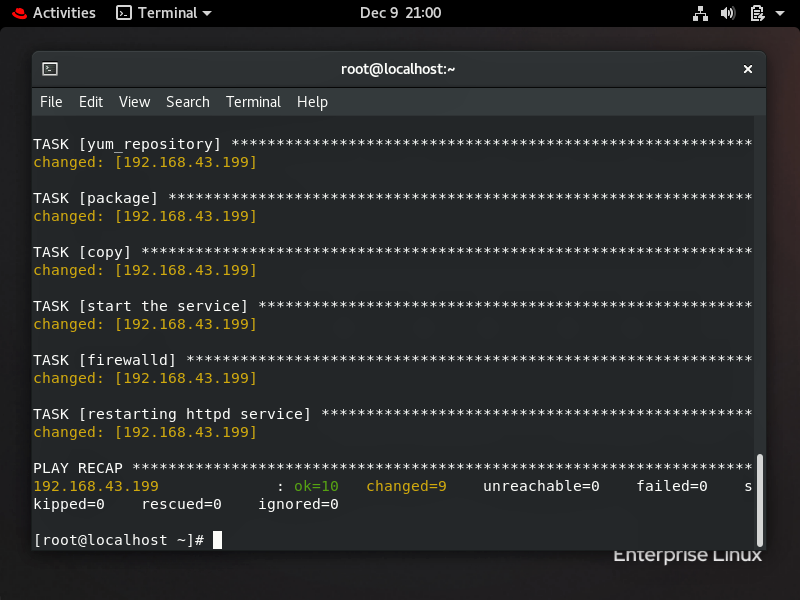 Activities Terminal Dec 9 21:00
root@localhost:~
File Edit View Search Terminal Help
TASK [yum_repository] **********************************************************
changed: [192.168.43.199]
TASK [package] *****************************************************************
changed: [192.168.43.199]
TASK [copy] ********************************************************************
changed: [192.168.43.199]
TASK [start the service] *******************************************************
changed: [192.168.43.199]
TASK [firewalld] ***************************************************************
changed: [192.168.43.199]
TASK [restarting httpd service] ************************************************
changed: [192.168.43.199]
PLAY RECAP *********************************************************************
192.168.43.199             : ok=10   changed=9    unreachable=0    failed=0    s
kipped=0    rescued=0    ignored=0
[root@localhost ~]#
Enterprise Linux